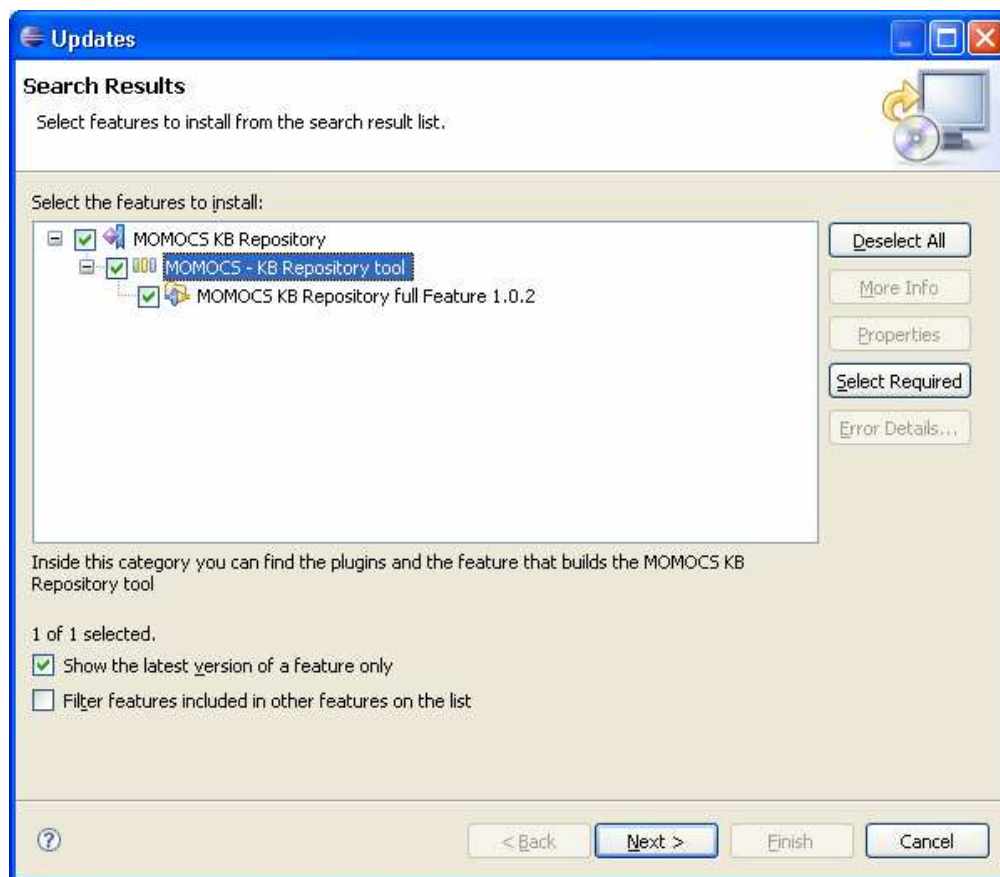 Updates
Search Results
Select features to install from the search result list.
Select the features to install:
MOMOCS KB Repository
MOMOCS - KB Repository tool
MOMOCS KB Repository full Feature 1.0.2
Deselect All
More Info
Properties
Select Required
Error Details...
Inside this category you can find the plugins and the feature that builds the MOMOCS KB
Repository tool
1 of 1 selected.
Show the latest version of a feature only
Filter features included in other features on the list
?
< Back
Next >
Finish
Cancel